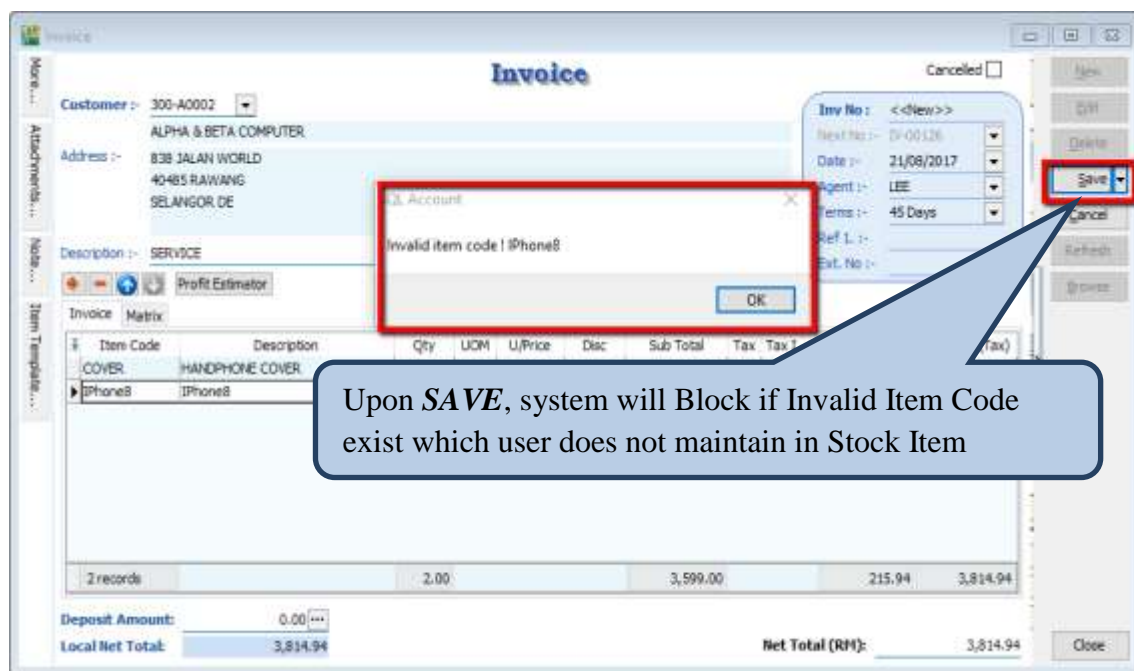 Invoice
More...
Attachments...
Note...
Item Template...
Invoice
Cancelled
Customer :- 300-A0002
ALPHA & BETA COMPUTER
Address :- 838 JALAN WORLD
40485 RAWANG
SELANGOR DE
Description :- SERVICE
Profit Estimator
Invoice Matrix
Inv No : <<New>>
Next No :- IV-00126
Date :- 21/08/2017
Agent :- LEE
Terms :- 45 Days
Ref 1. :-
Ext. No :-
New
Edit
Delete
Save
Cancel
Refresh
Browse
Account
Invalid item code ! IPhone8
OK
Item Code Description Qty UOM U/Price Disc Sub Total Tax
COVER HANDPHONE COVER
IPhone8 IPhone8
Upon SAVE, system will Block if Invalid Item Code
exist which user does not maintain in Stock Item
2 records 2.00 3,599.00 215.94 3,814.94
Deposit Amount: 0.00
Local Net Total: 3,814.94
Net Total (RM): 3,814.94
Close